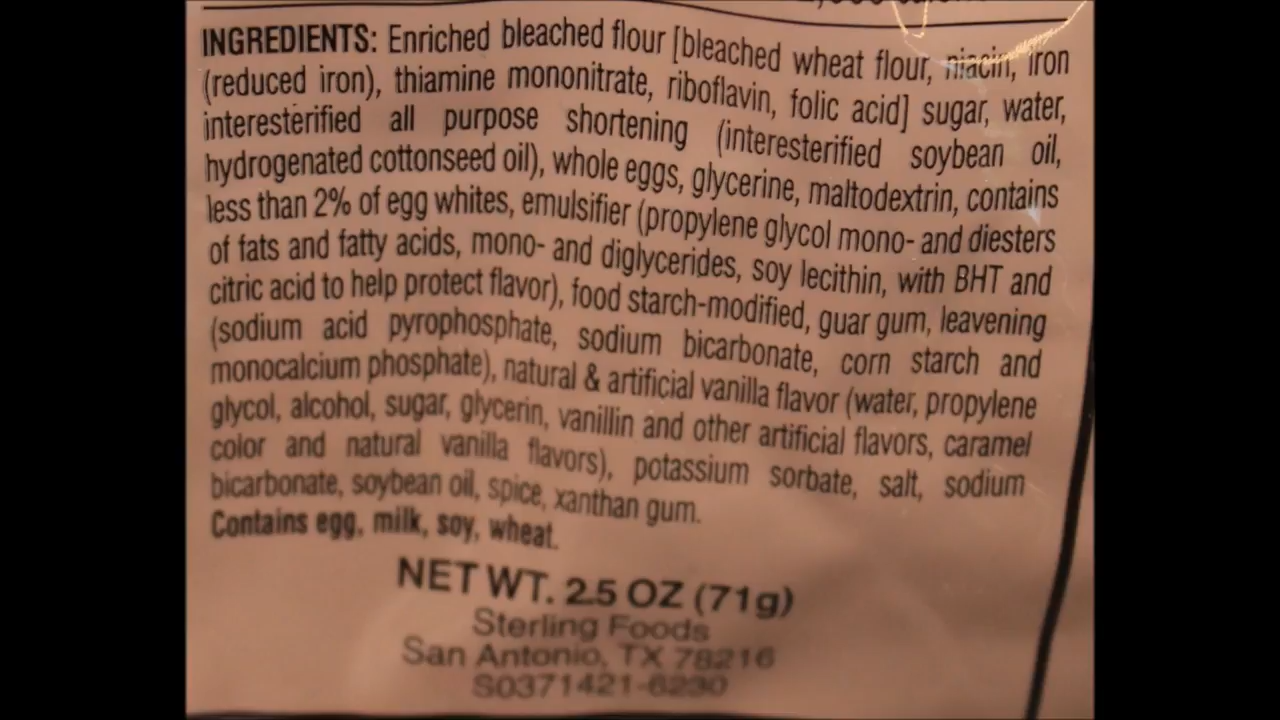 INGREDIENTS: Enriched bleached flour [bleached wheat flour, niacin, iron
(reduced iron), thiamine mononitrate, riboflavin, folic acid] sugar, water,
interesterified all purpose shortening (interesterified soybean oil,
hydrogenated cottonseed oil), whole eggs, glycerine, maltodextrin, contains
less than 2% of egg whites, emulsifier (propylene glycol mono- and diesters
of fats and fatty acids, mono- and diglycerides, soy lecithin, with BHT and
citric acid to help protect flavor), food starch-modified, guar gum, leavening
(sodium acid pyrophosphate, sodium bicarbonate, corn starch and
monocalcium phosphate), natural & artificial vanilla flavor (water, propylene
glycol, alcohol, sugar, glycerin, vanillin and other artificial flavors, caramel
color and natural vanilla flavors), potassium sorbate, salt, sodium
bicarbonate, soybean oil, spice, xanthan gum.
Contains egg, milk, soy, wheat.
NET WT. 2.5 OZ (71g)
Sterling Foods
San Antonio, TX 78216
S0371421-6230